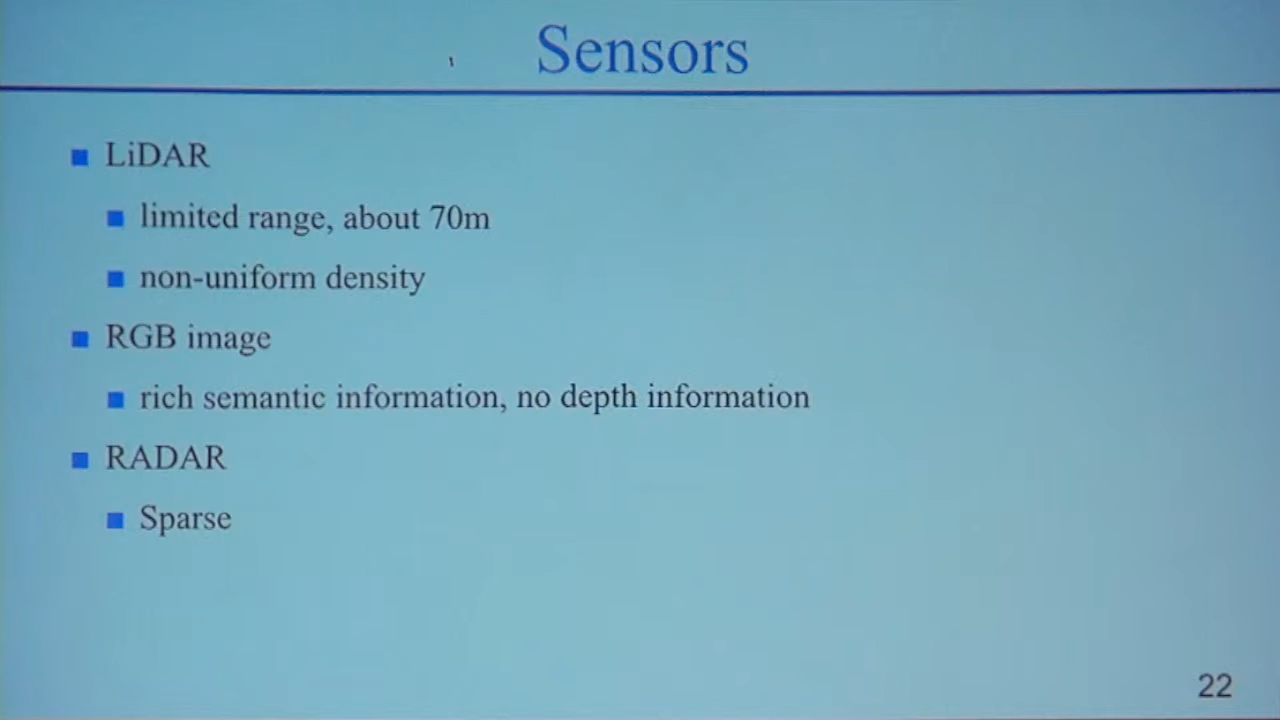 Sensors
LiDAR
limited range, about 70m
non-uniform density
RGB image
rich semantic information, no depth information
RADAR
Sparse
22